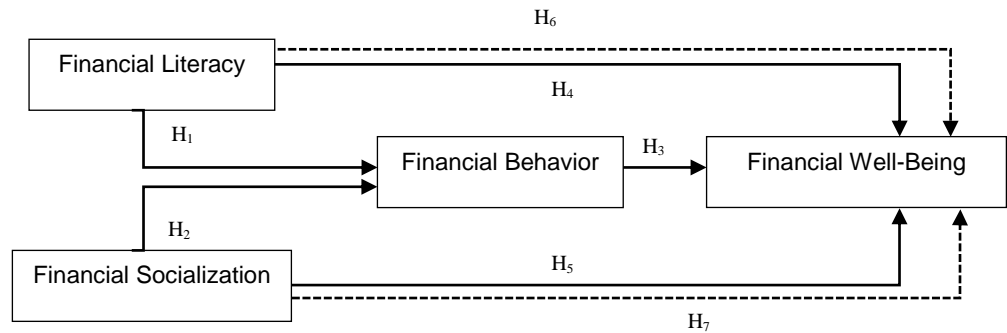 H6
Financial Literacy
H4
H1
Financial Behavior
H3
Financial Well-Being
H2
Financial Socialization
H5
H7